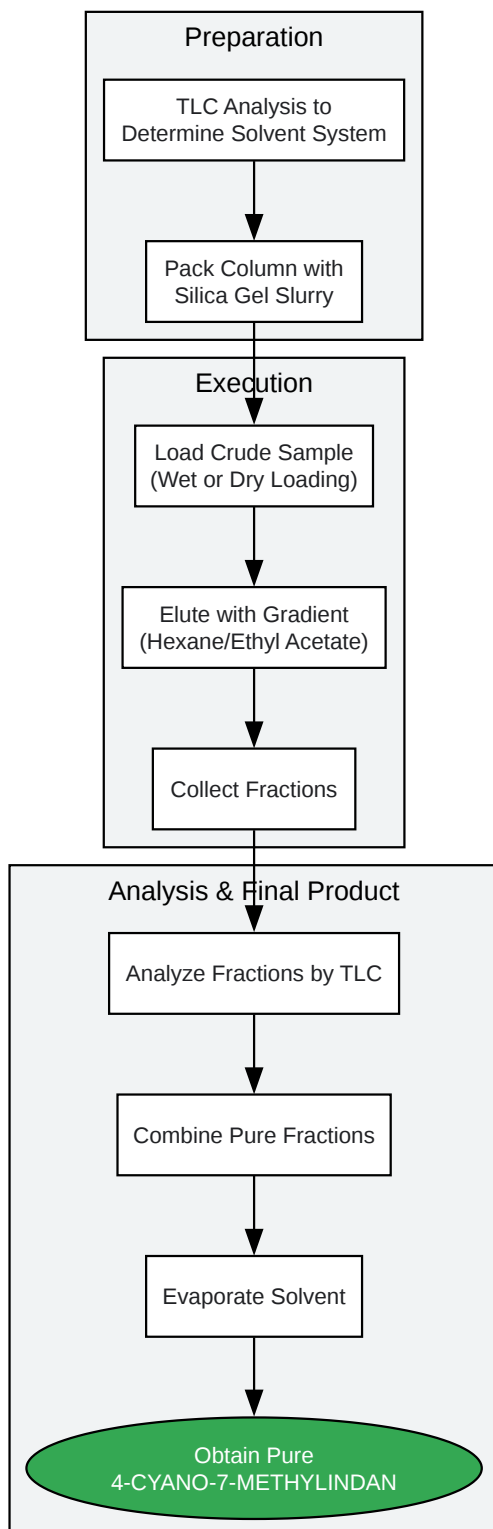 Preparation
TLC Analysis to
Determine Solvent System
Pack Column with
Silica Gel Slurry
Execution
Load Crude Sample
(Wet or Dry Loading)
Elute with Gradient
(Hexane/Ethyl Acetate)
Collect Fractions
Analysis & Final Product
Analyze Fractions by TLC
Combine Pure Fractions
Evaporate Solvent
Obtain Pure
4-CYANO-7-METHYLINDAN